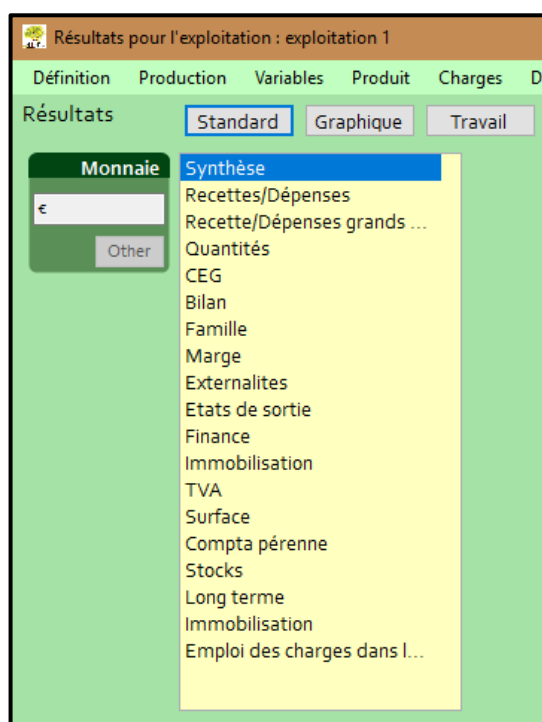 Résultats pour l'exploitation : exploitation 1
Définition Production Variables Produit Charges D
Résultats Standard Graphique Travail
Monnaie
€
Other
Synthèse
Recettes/Dépenses
Recette/Dépenses grands ...
Quantités
CEG
Bilan
Famille
Marge
Externalites
Etats de sortie
Finance
Immobilisation
TVA
Surface
Compta pérenne
Stocks
Long terme
Immobilisation
Emploi des charges dans l...